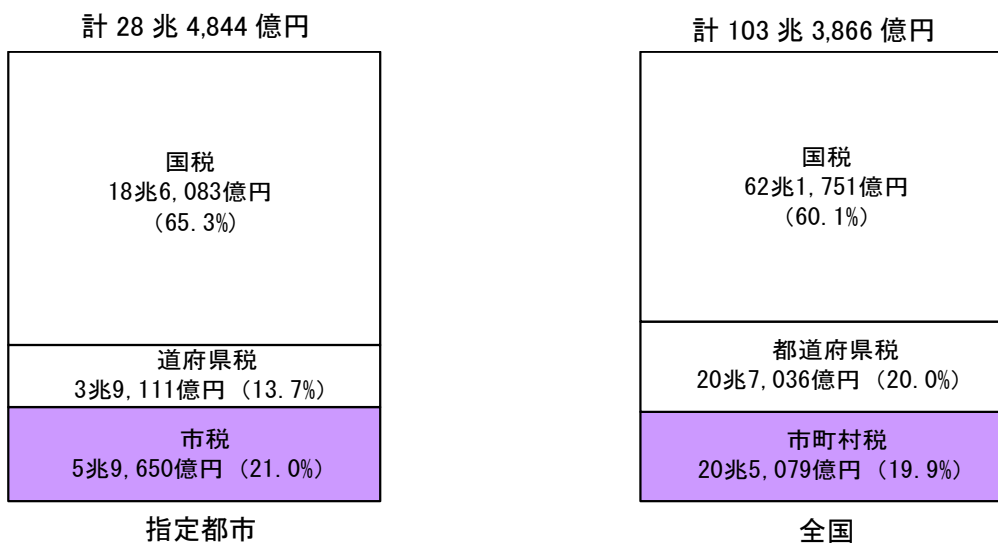 計 28 兆 4,844 億円
国税
18兆6,083億円
(65.3%)
道府県税
3兆9,111億円 (13.7%)
市税
5兆9,650億円 (21.0%)
指定都市
計 103 兆 3,866 億円
国税
62兆1,751億円
(60.1%)
都道府県税
20兆7,036億円 (20.0%)
市町村税
20兆5,079億円 (19.9%)
全国